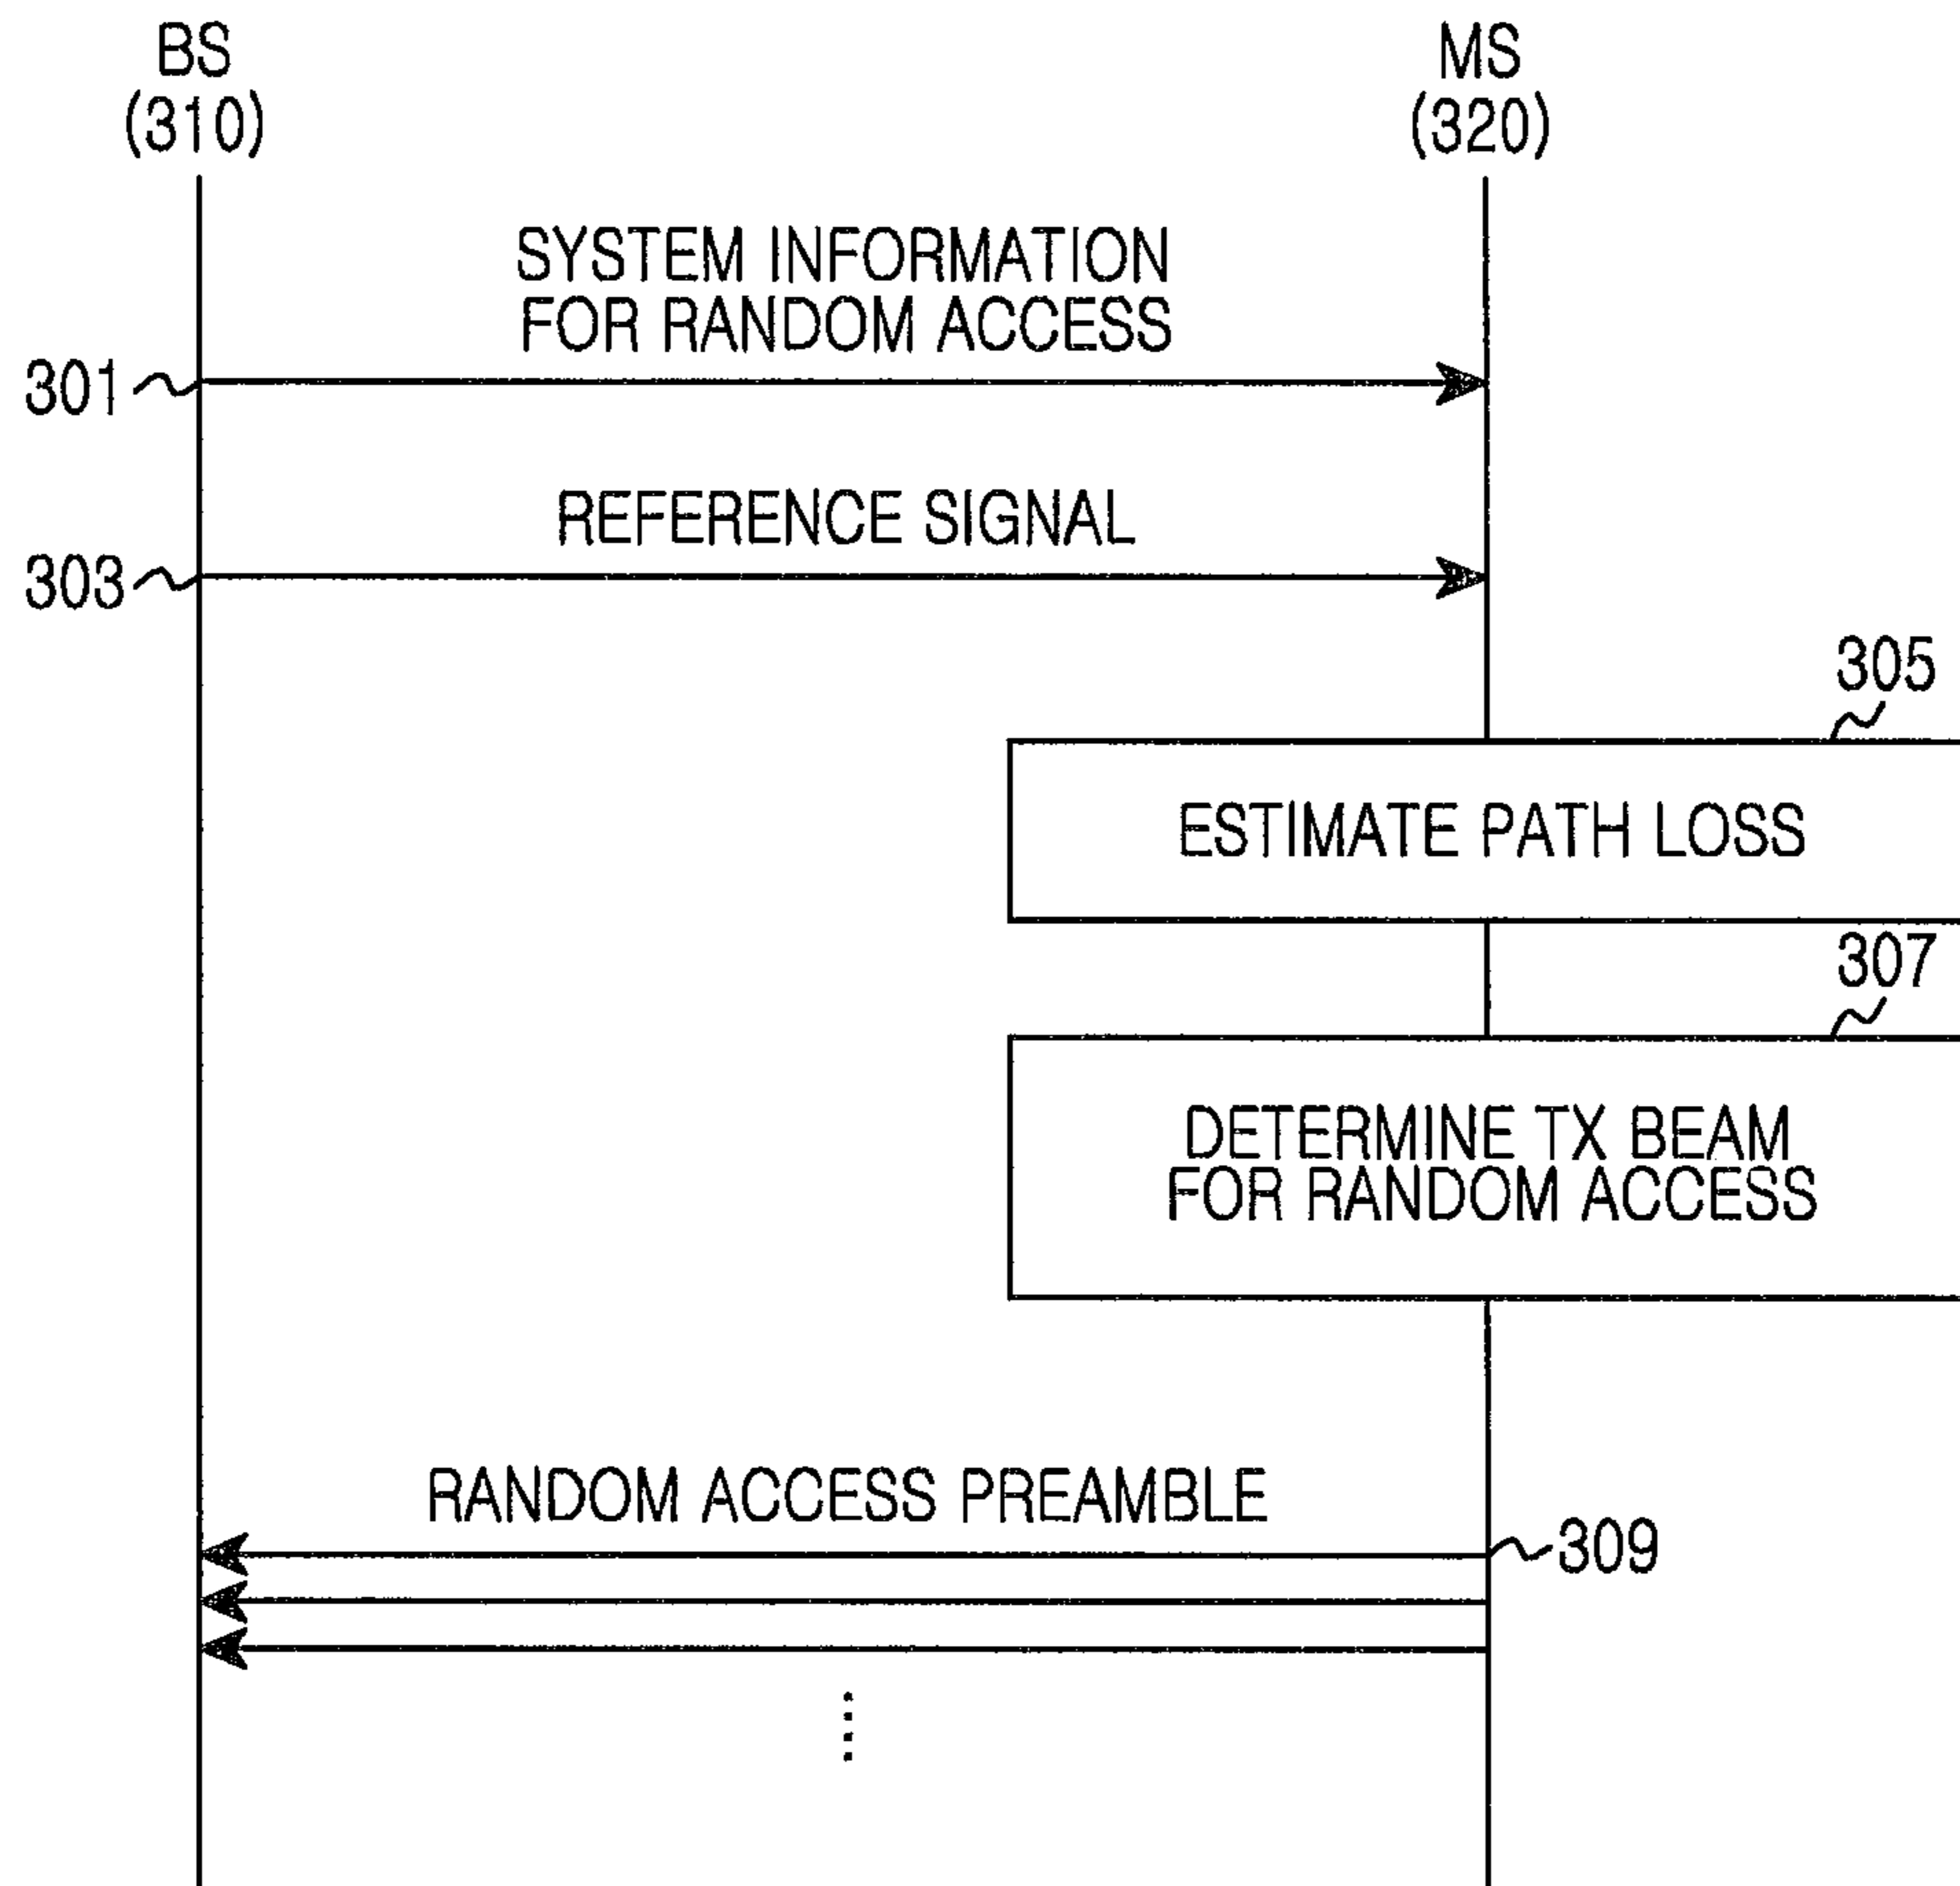 BS
(310)
MS
(320)
SYSTEM INFORMATION
FOR RANDOM ACCESS
301
REFERENCE SIGNAL
303
305
ESTIMATE PATH LOSS
307
DETERMINE TX BEAM
FOR RANDOM ACCESS
RANDOM ACCESS PREAMBLE
309